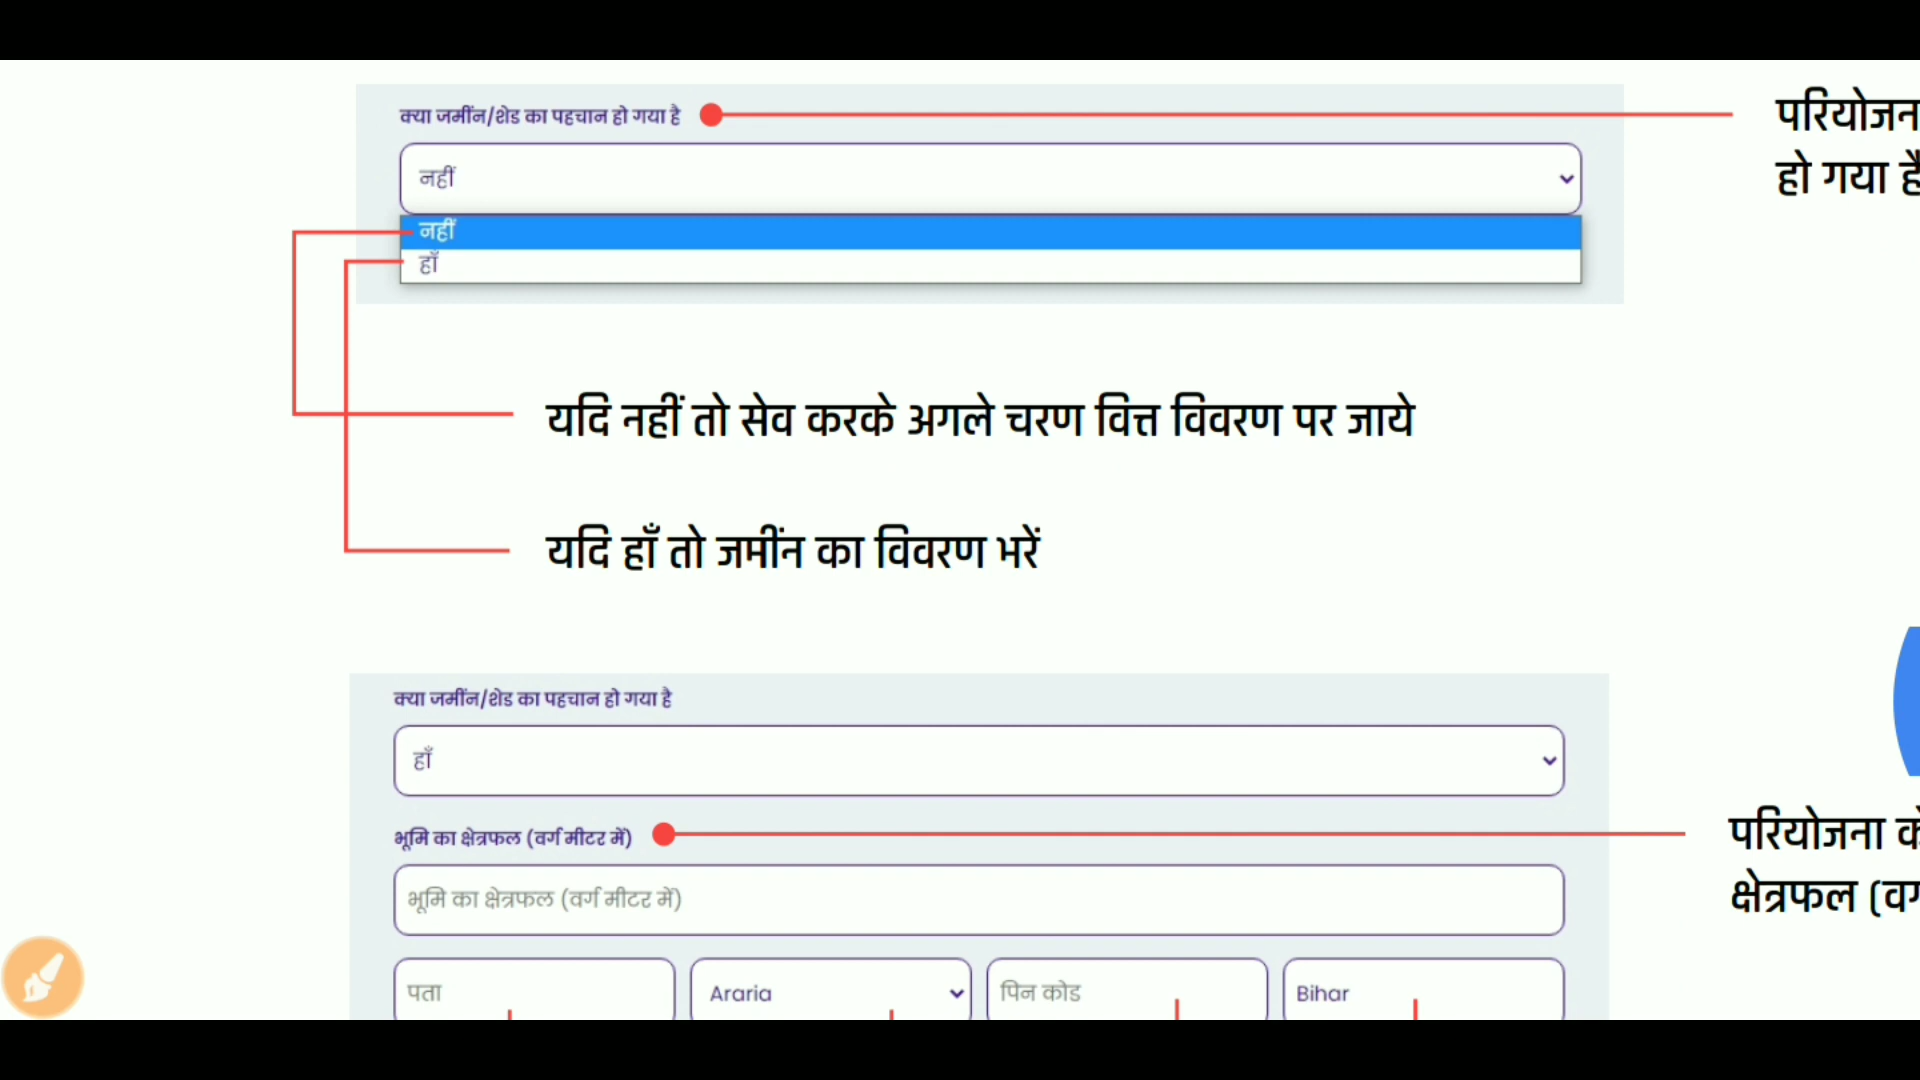 क्या जमींन/शेड का पहचान हो गया है
परियोजन
हो गया है
नहीं
नहीं
हाँ
यदि नहीं तो सेव करके अगले चरण वित्त विवरण पर जाये
यदि हाँ तो जमींन का विवरण भरें
क्या जमींन/शेड का पहचान हो गया है
हाँ
भूमि का क्षेत्रफल (वर्ग मीटर में)
परियोजना के
क्षेत्रफल (वर्ग
भूमि का क्षेत्रफल (वर्ग मीटर में)
पता Araria पिन कोड Bihar